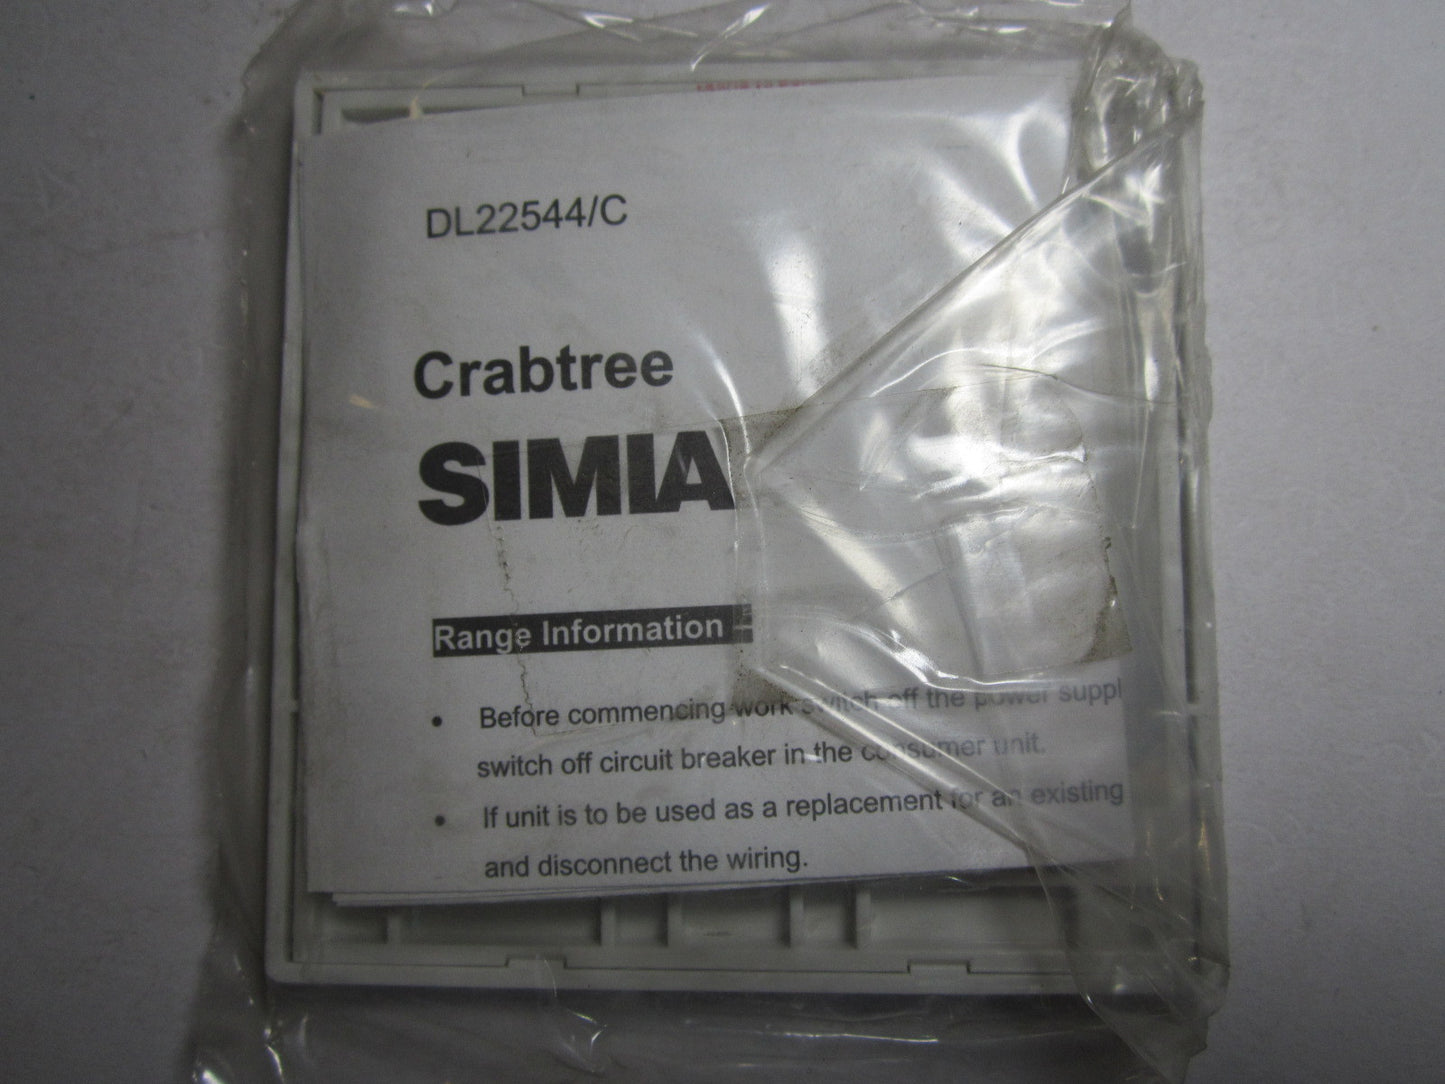 DL22544/C
Crabtree
SIMIA
Range Information –
• Before commencing work switch off the power suppl
switch off circuit breaker in the consumer unit.
• If unit is to be used as a replacement for an existing
and disconnect the wiring.